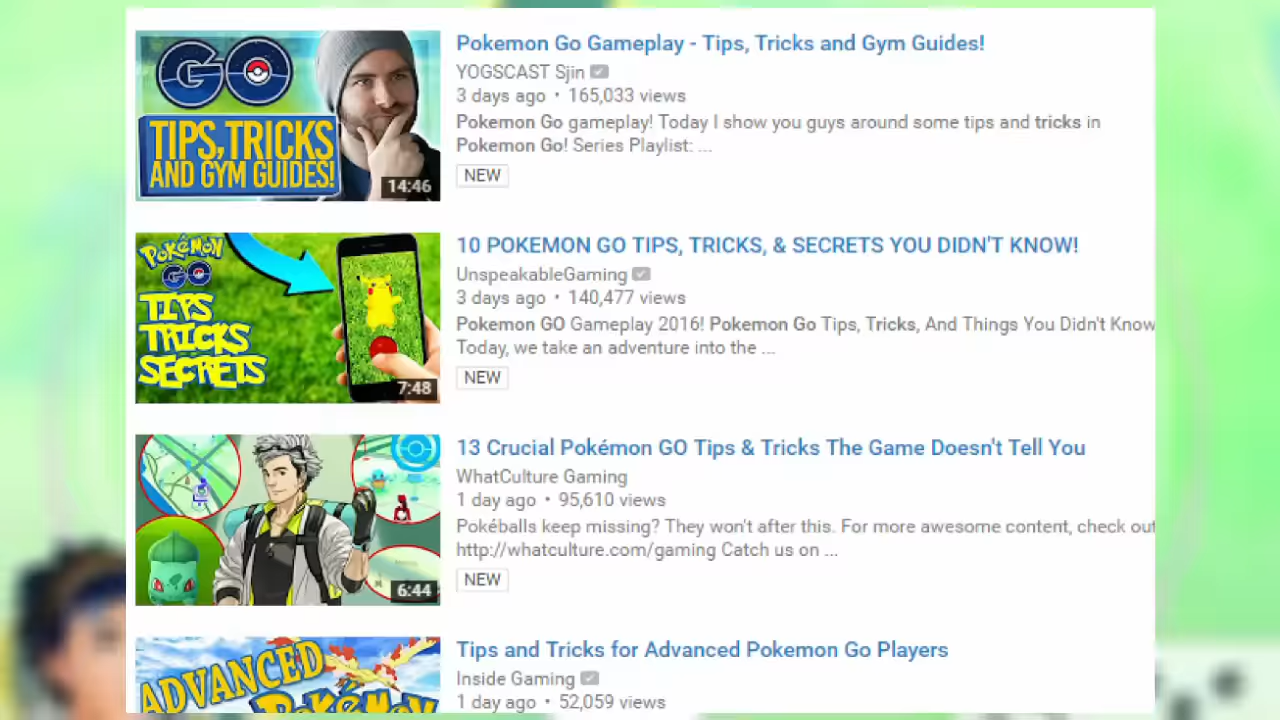 GO
TIPS, TRICKS
AND GYM GUIDES!
14:46
Pokemon Go Gameplay - Tips, Tricks and Gym Guides!
YOGSCAST Sjin
3 days ago • 165,033 views
Pokemon Go gameplay! Today I show you guys around some tips and tricks in
Pokemon Go! Series Playlist: ...
NEW
POKéMON
GO
TIPS
TRICKS
SECRETS
7:48
10 POKEMON GO TIPS, TRICKS, & SECRETS YOU DIDN'T KNOW!
UnspeakableGaming
3 days ago • 140,477 views
Pokemon GO Gameplay 2016! Pokemon Go Tips, Tricks, And Things You Didn't Know
Today, we take an adventure into the ...
NEW
6:44
13 Crucial Pokémon GO Tips & Tricks The Game Doesn't Tell You
WhatCulture Gaming
1 day ago • 95,610 views
Pokéballs keep missing? They won't after this. For more awesome content, check out
http://whatculture.com/gaming Catch us on ...
NEW
ADVANCED
Pokémon
Tips and Tricks for Advanced Pokemon Go Players
Inside Gaming
1 day ago • 52,059 views